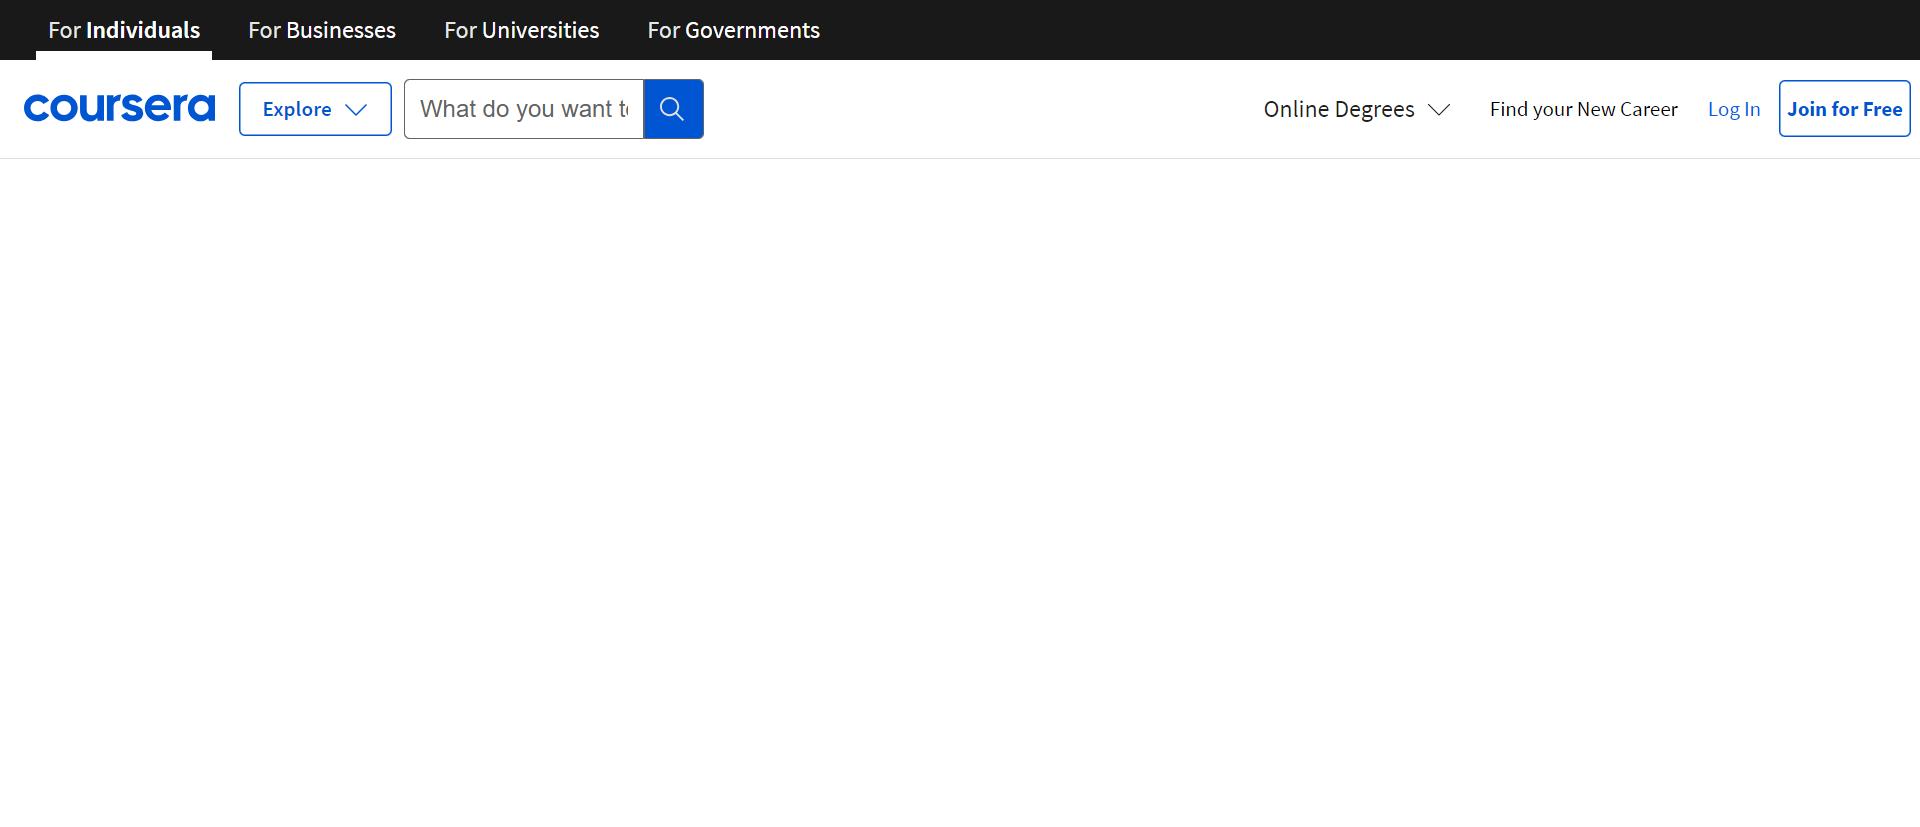 For Individuals For Businesses For Universities For Governments
coursera Explore What do you want t Online Degrees Find your New Career Log In Join for Free